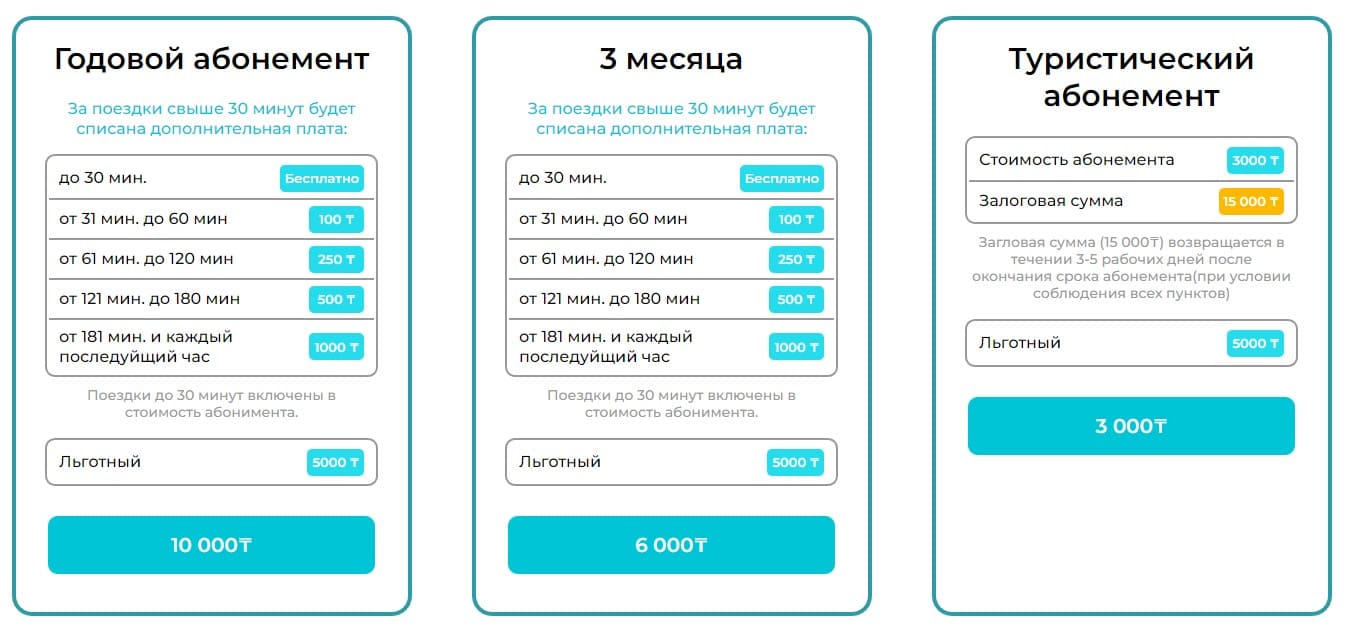 Годовой абонемент
За поездки свыше 30 минут будет
списана дополнительная плата:
до 30 мин. Бесплатно
от 31 мин. до 60 мин 100 ₸
от 61 мин. до 120 мин 250 ₸
от 121 мин. до 180 мин 500 ₸
от 181 мин. и каждый
последуйщий час 1000 ₸
Поездки до 30 минут включены в
стоимость абонимента.
Льготный 5000 ₸
10 000₸
3 месяца
За поездки свыше 30 минут будет
списана дополнительная плата:
до 30 мин. Бесплатно
от 31 мин. до 60 мин 100 ₸
от 61 мин. до 120 мин 250 ₸
от 121 мин. до 180 мин 500 ₸
от 181 мин. и каждый
последуйщий час 1000 ₸
Поездки до 30 минут включены в
стоимость абонимента.
Льготный 5000 ₸
6 000₸
Туристический
абонемент
Стоимость абонемента 3000 ₸
Залоговая сумма 15 000 ₸
Загловая сумма (15 000₸) возвращается в
течении 3-5 рабочих дней после
окончания срока абонемента(при условии
соблюдения всех пунктов)
Льготный 5000 ₸
3 000₸